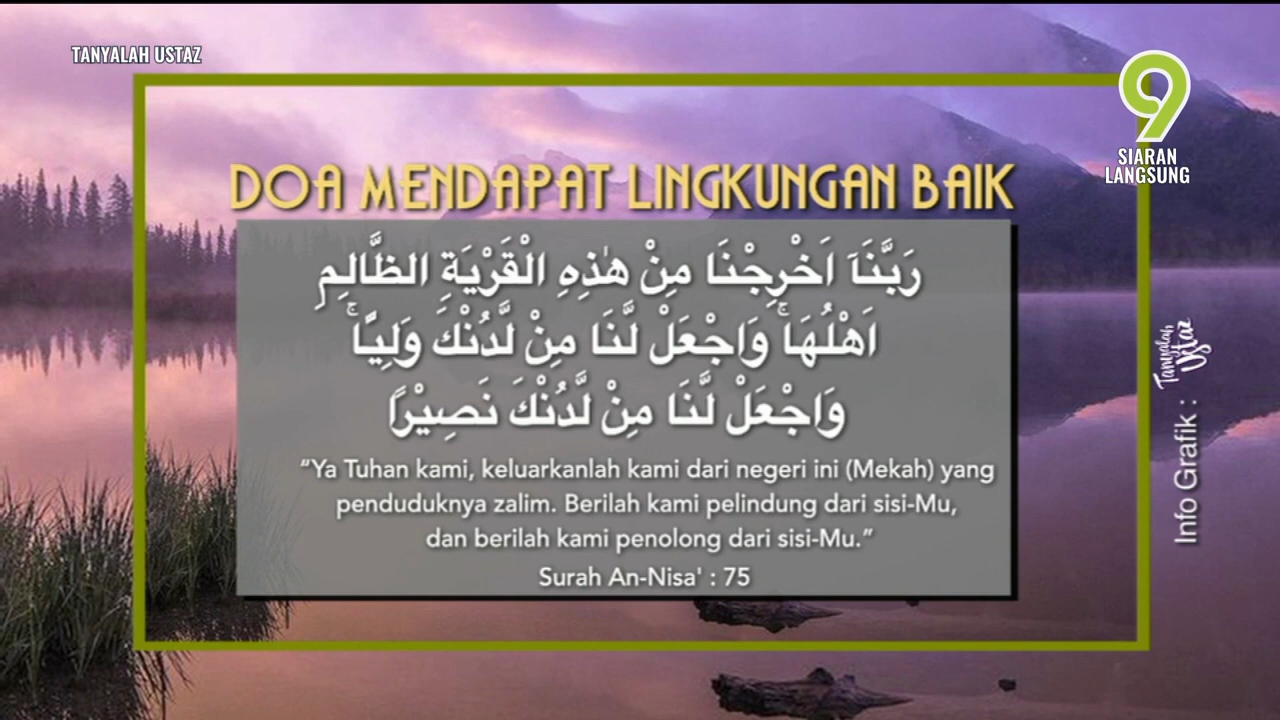 TANYALAH USTAZ
9
SIARAN
LANGSUNG
DOA MENDAPAT LINGKUNGAN BAIK
رَبَّنَآ اَخْرِجْنَا مِنْ هٰذِهِ الْقَرْيَةِ الظَّالِمِ
اَهْلُهَاۚ وَاجْعَلْ لَّنَا مِنْ لَّدُنْكَ وَلِيًّاۚ
وَاجْعَلْ لَّنَا مِنْ لَّدُنْكَ نَصِيْرًا
“Ya Tuhan kami, keluarkanlah kami dari negeri ini (Mekah) yang
penduduknya zalim. Berilah kami pelindung dari sisi-Mu,
dan berilah kami penolong dari sisi-Mu.”
Surah An-Nisa' : 75
Info Grafik : Tanyalah Ustaz